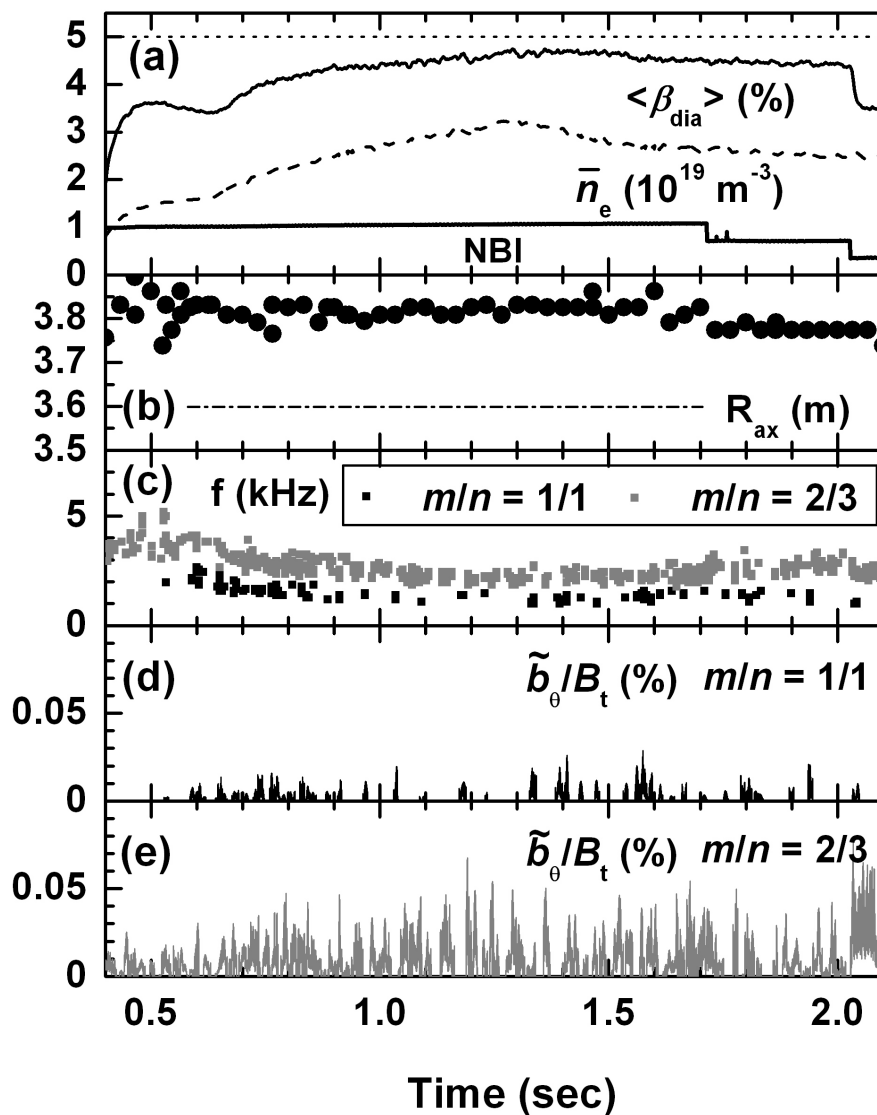 5
(a)
4
<β_dia> (%)
3
2
n̅_e (10^19 m^-3)
1
NBI
0
3.8
3.7
3.6
(b)
R_ax (m)
3.5
(c)
f (kHz)
m/n = 1/1
m/n = 2/3
5
0
(d)
b̃_θ/B_t (%) m/n = 1/1
0.05
0
(e)
b̃_θ/B_t (%) m/n = 2/3
0.05
0
0.5 1.0 1.5 2.0
Time (sec)